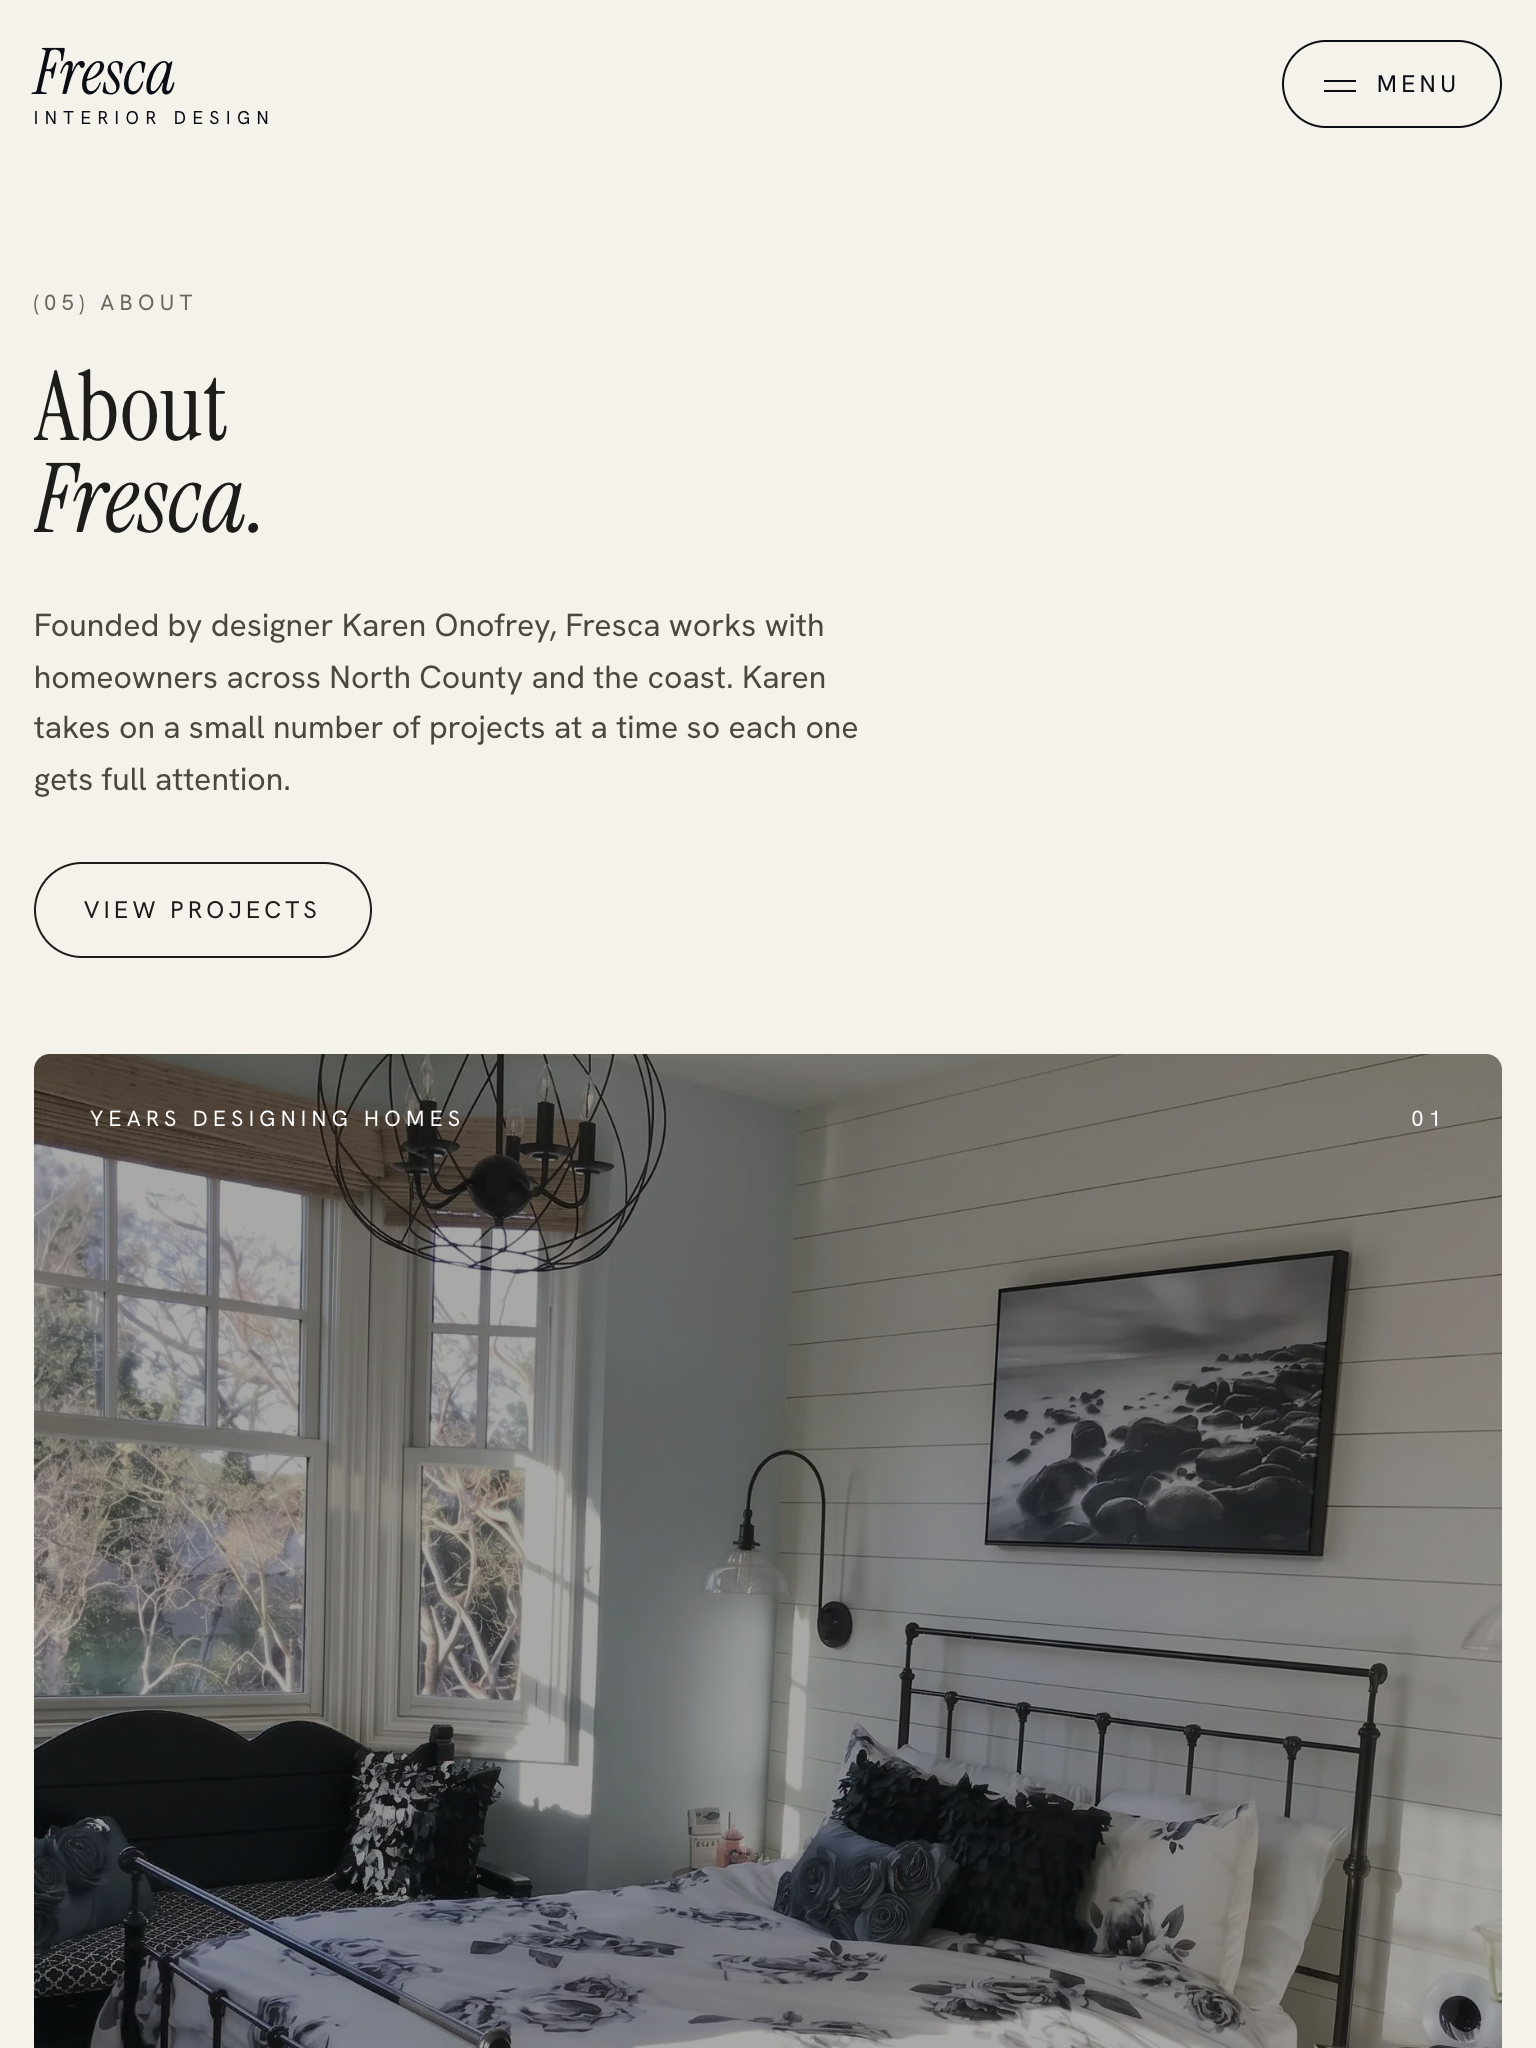 Fresca
INTERIOR DESIGN
MENU
(05) ABOUT
About
Fresca.
Founded by designer Karen Onofrey, Fresca works with
homeowners across North County and the coast. Karen
takes on a small number of projects at a time so each one
gets full attention.
VIEW PROJECTS
YEARS DESIGNING HOMES
01